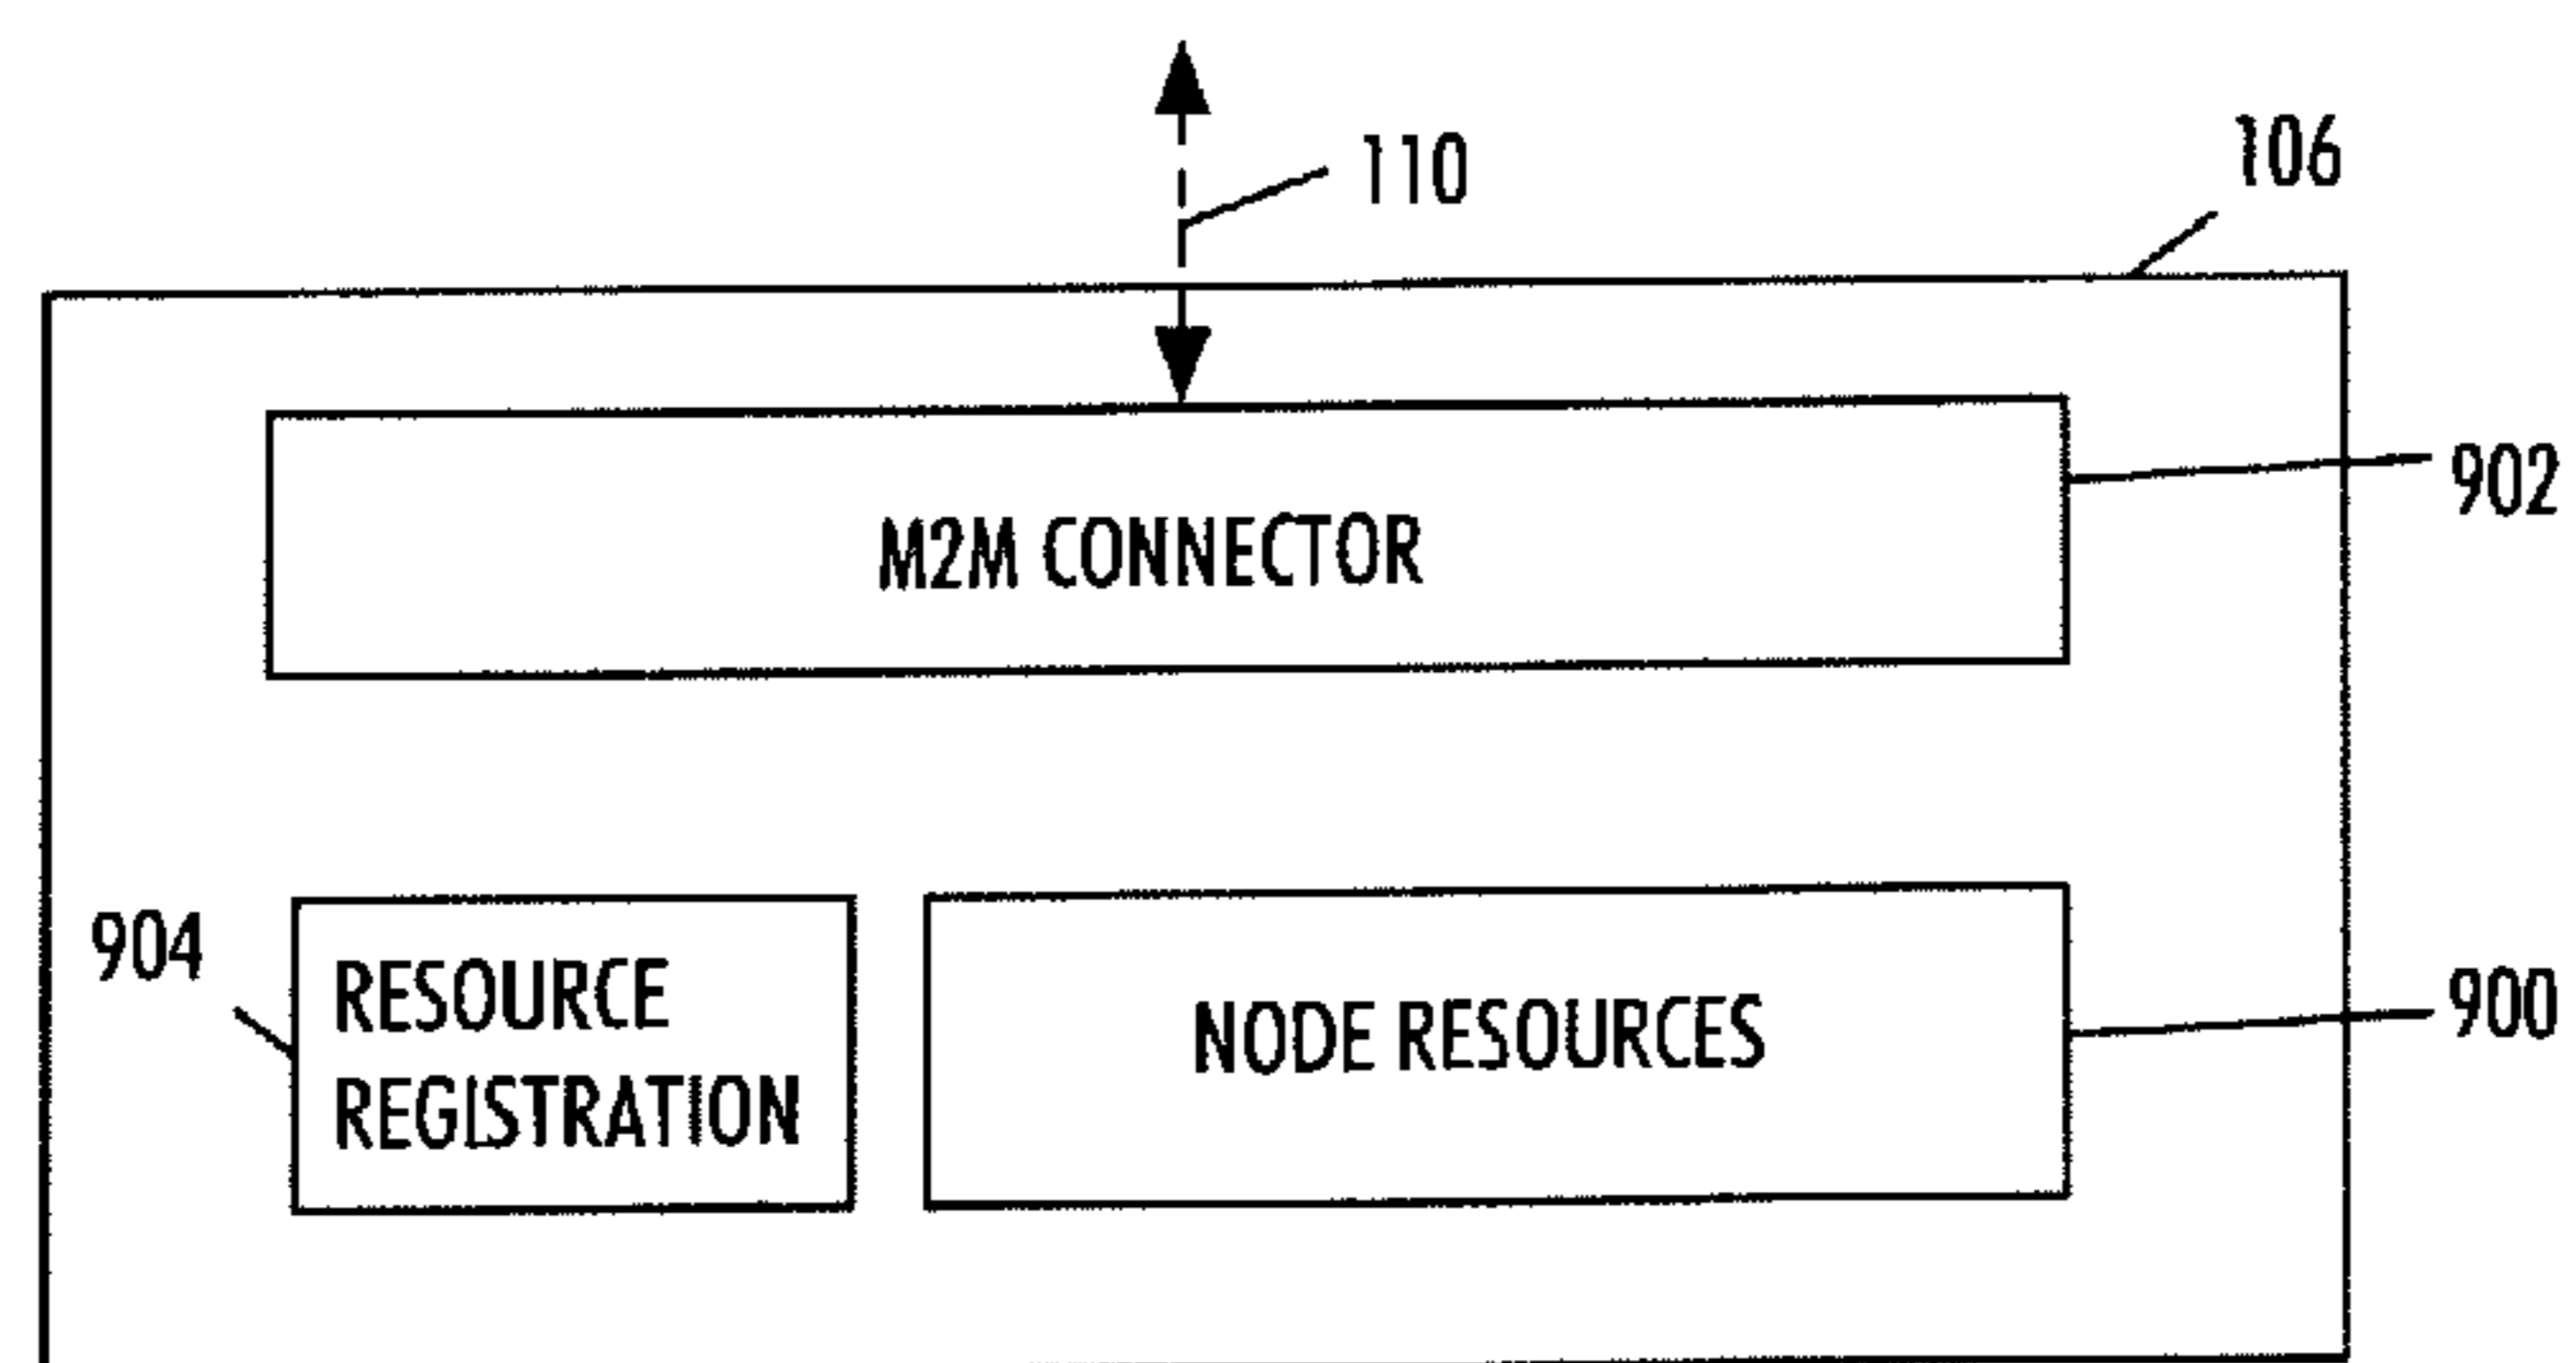 110
106
902
M2M CONNECTOR
904
RESOURCE
REGISTRATION
NODE RESOURCES
900